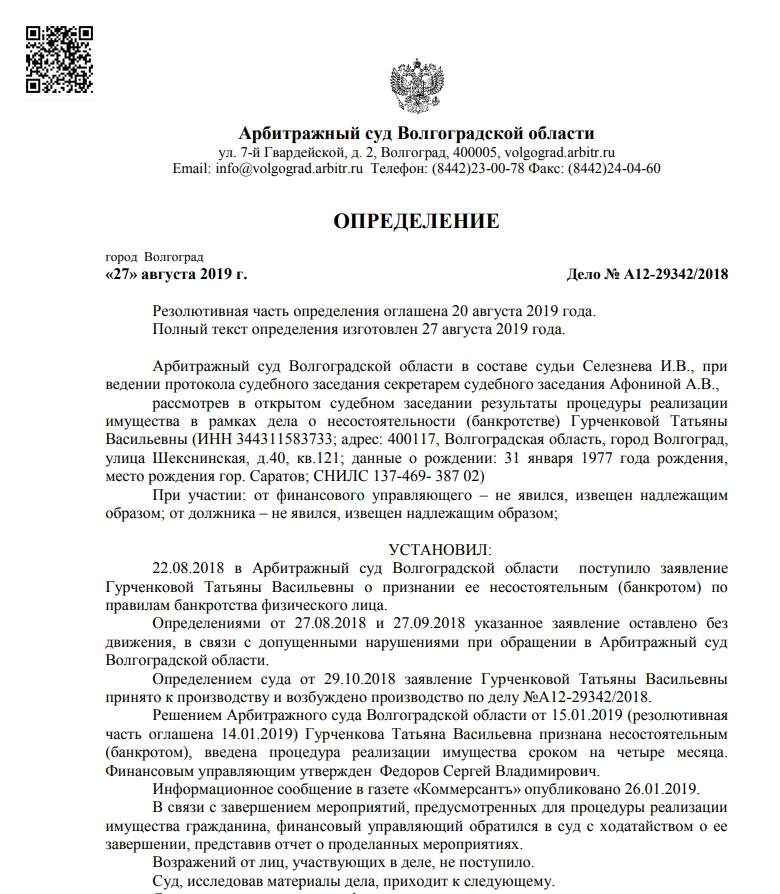 Арбитражный суд Волгоградской области
ул. 7-й Гвардейской, д. 2, Волгоград, 400005, volgograd.arbitr.ru
Email: info@volgograd.arbitr.ru Телефон: (8442)23-00-78 Факс: (8442)24-04-60
ОПРЕДЕЛЕНИЕ
город Волгоград
«27» августа 2019 г. Дело № А12-29342/2018
Резолютивная часть определения оглашена 20 августа 2019 года.
Полный текст определения изготовлен 27 августа 2019 года.
Арбитражный суд Волгоградской области в составе судьи Селезнева И.В., при
ведении протокола судебного заседания секретарем судебного заседания Афониной А.В.,
рассмотрев в открытом судебном заседании результаты процедуры реализации
имущества в рамках дела о несостоятельности (банкротстве) Гурченковой Татьяны
Васильевны (ИНН 344311583733; адрес: 400117, Волгоградская область, город Волгоград,
улица Шекснинская, д.40, кв.121; данные о рождении: 31 января 1977 года рождения,
место рождения гор. Саратов; СНИЛС 137-469- 387 02)
При участии: от финансового управляющего – не явился, извещен надлежащим
образом; от должника – не явился, извещен надлежащим образом;
УСТАНОВИЛ:
22.08.2018 в Арбитражный суд Волгоградской области поступило заявление
Гурченковой Татьяны Васильевны о признании ее несостоятельным (банкротом) по
правилам банкротства физического лица.
Определениями от 27.08.2018 и 27.09.2018 указанное заявление оставлено без
движения, в связи с допущенными нарушениями при обращении в Арбитражный суд
Волгоградской области.
Определением суда от 29.10.2018 заявление Гурченковой Татьяны Васильевны
принято к производству и возбуждено производство по делу №А12-29342/2018.
Решением Арбитражного суда Волгоградской области от 15.01.2019 (резолютивная
часть оглашена 14.01.2019) Гурченкова Татьяна Васильевна признана несостоятельным
(банкротом), введена процедура реализации имущества сроком на четыре месяца.
Финансовым управляющим утвержден Федоров Сергей Владимирович.
Информационное сообщение в газете «Коммерсантъ» опубликовано 26.01.2019.
В связи с завершением мероприятий, предусмотренных для процедуры реализации
имущества гражданина, финансовый управляющий обратился в суд с ходатайством о ее
завершении, представив отчет о проделанных мероприятиях.
Возражений от лиц, участвующих в деле, не поступило.
Суд, исследовав материалы дела, приходит к следующему.